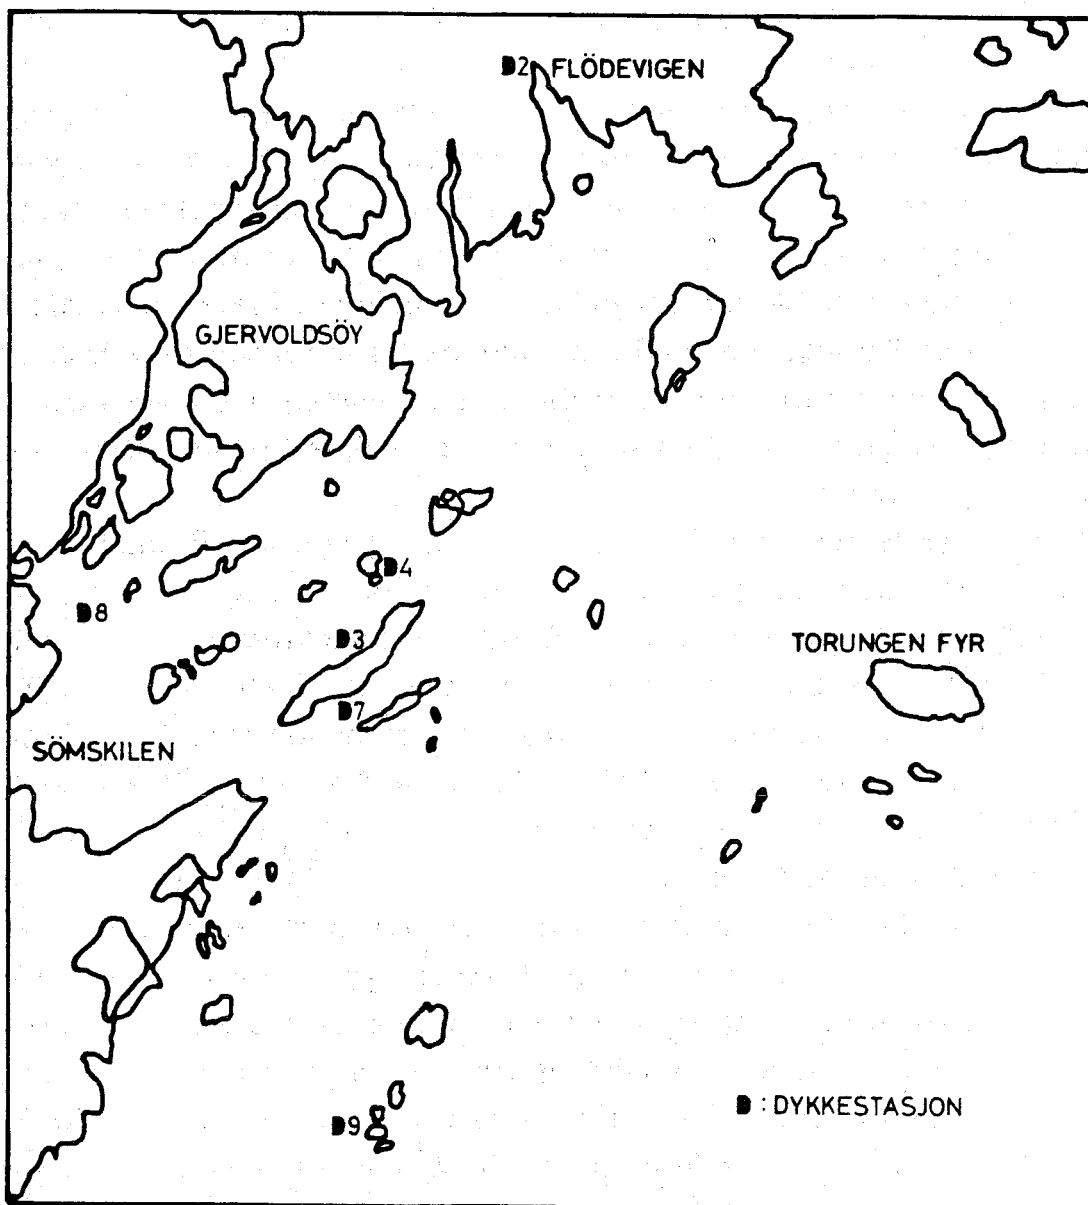 D2 FLÖDEVIGEN
GJERVOLDSÖY
D4
D8
D3
TORUNGEN FYR
D7
SÖMSKILEN
D : DYKKESTASJON
D9